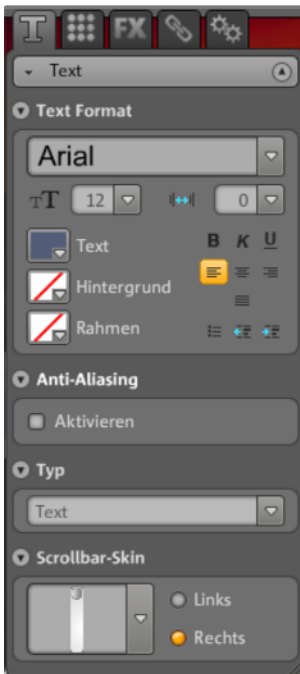 T FX
Text
Text Format
Arial
TT 12 0
Text B K U
Hintergrund
Rahmen
Anti-Aliasing
Aktivieren
Typ
Text
Scrollbar-Skin
Links
Rechts